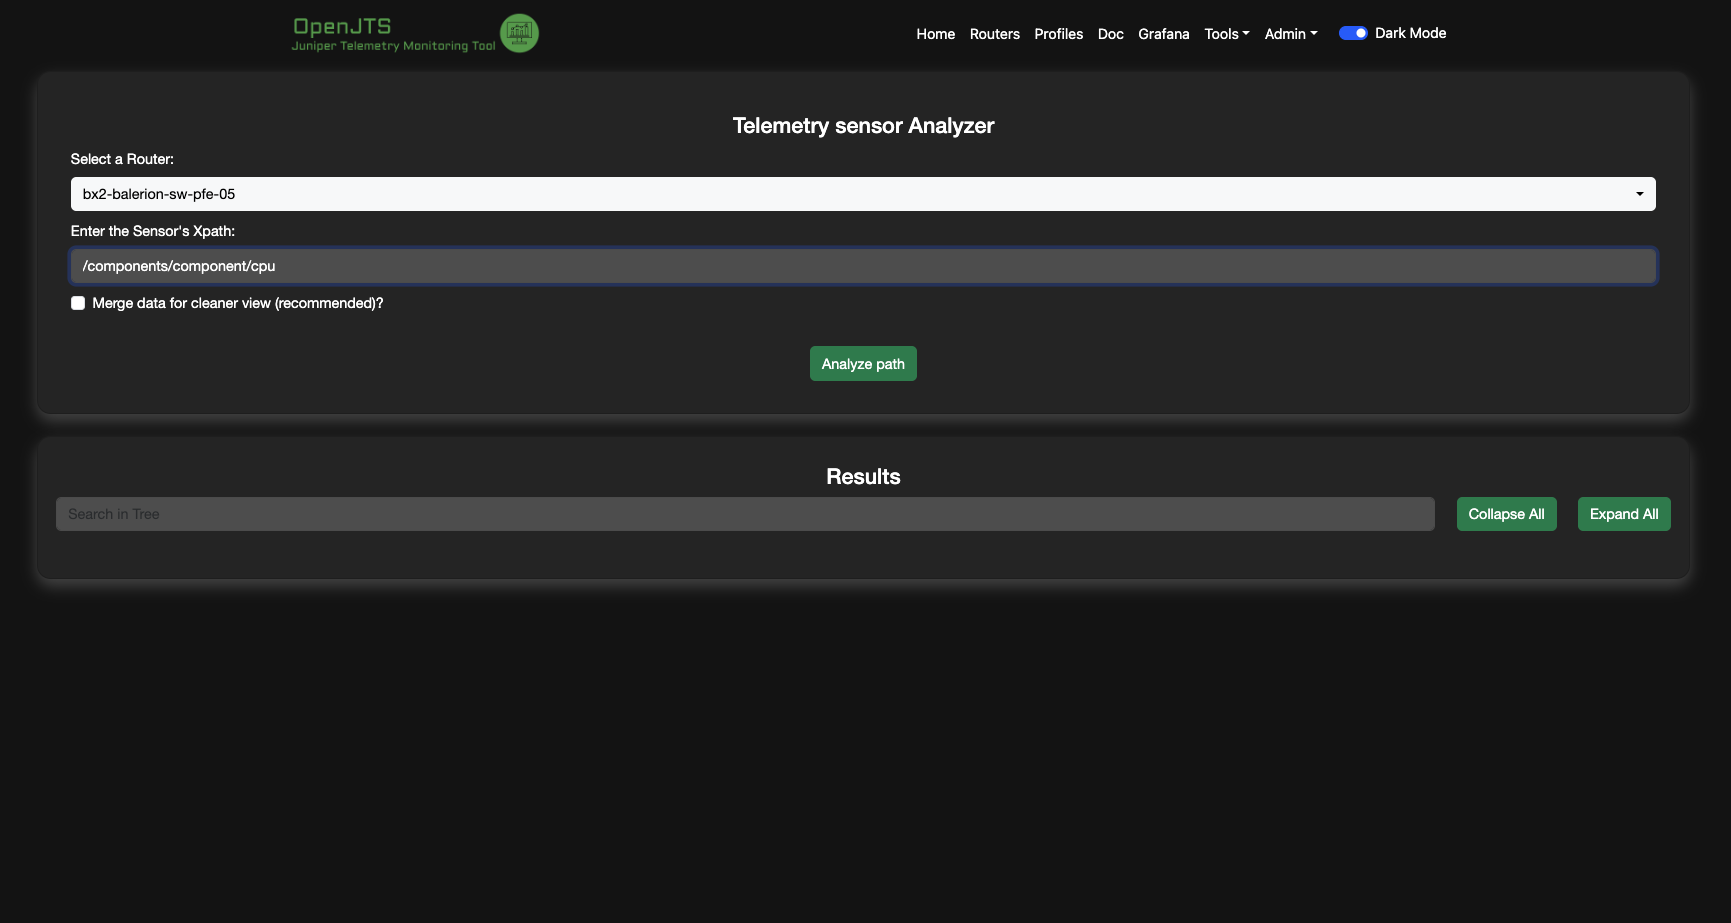 OpenJTS
Juniper Telemetry Monitoring Tool
Home Routers Profiles Doc Grafana Tools Admin Dark Mode
Telemetry sensor Analyzer
Select a Router:
bx2-balerion-sw-pfe-05
Enter the Sensor's Xpath:
/components/component/cpu
Merge data for cleaner view (recommended)?
Analyze path
Results
Search in Tree Collapse All Expand All